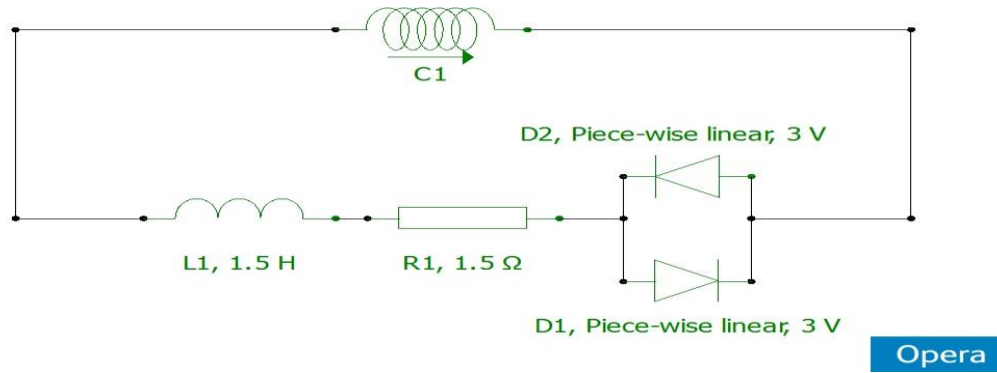 C1
D2, Piece-wise linear, 3 V
L1, 1.5 H
R1, 1.5 Ω
D1, Piece-wise linear, 3 V
Opera